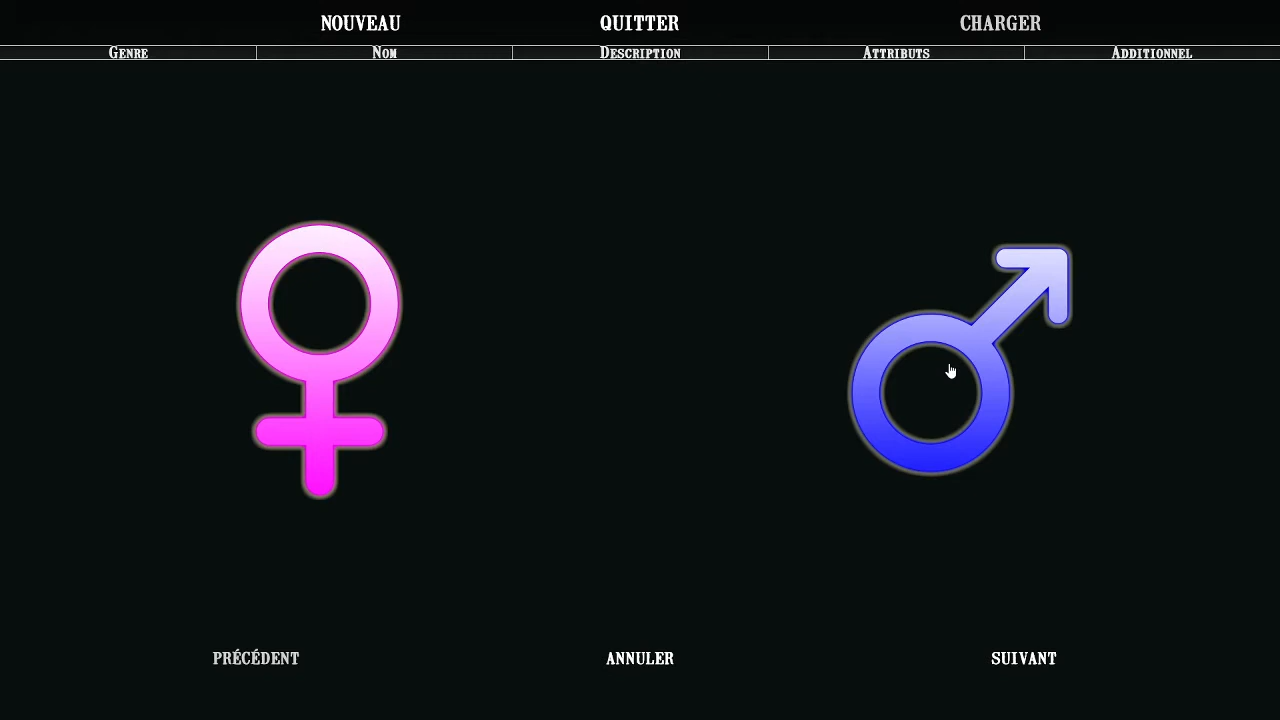 NOUVEAU QUITTER CHARGER
Genre Nom Description Attributs Additionnel
PRÉCÉDENT ANNULER SUIVANT